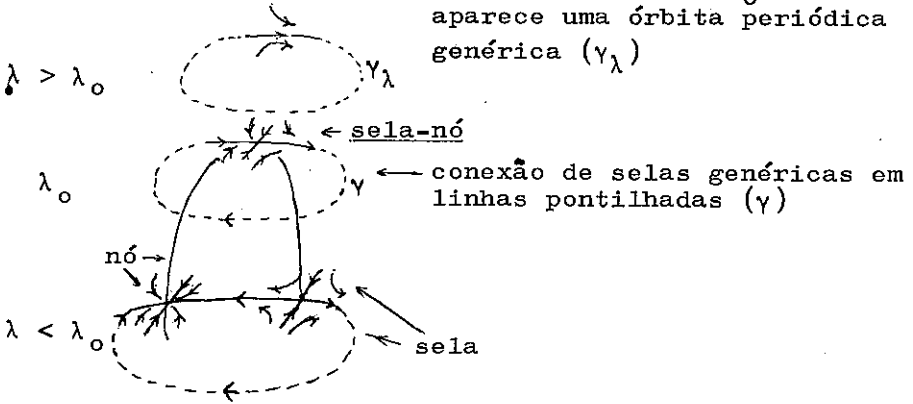 aparece uma órbita periódica
genérica (γ_λ)
λ > λ_o
γ_λ
← sela-nó
λ_o
γ
← conexão de selas genéricas em
linhas pontilhadas (γ)
nó→
λ < λ_o
sela